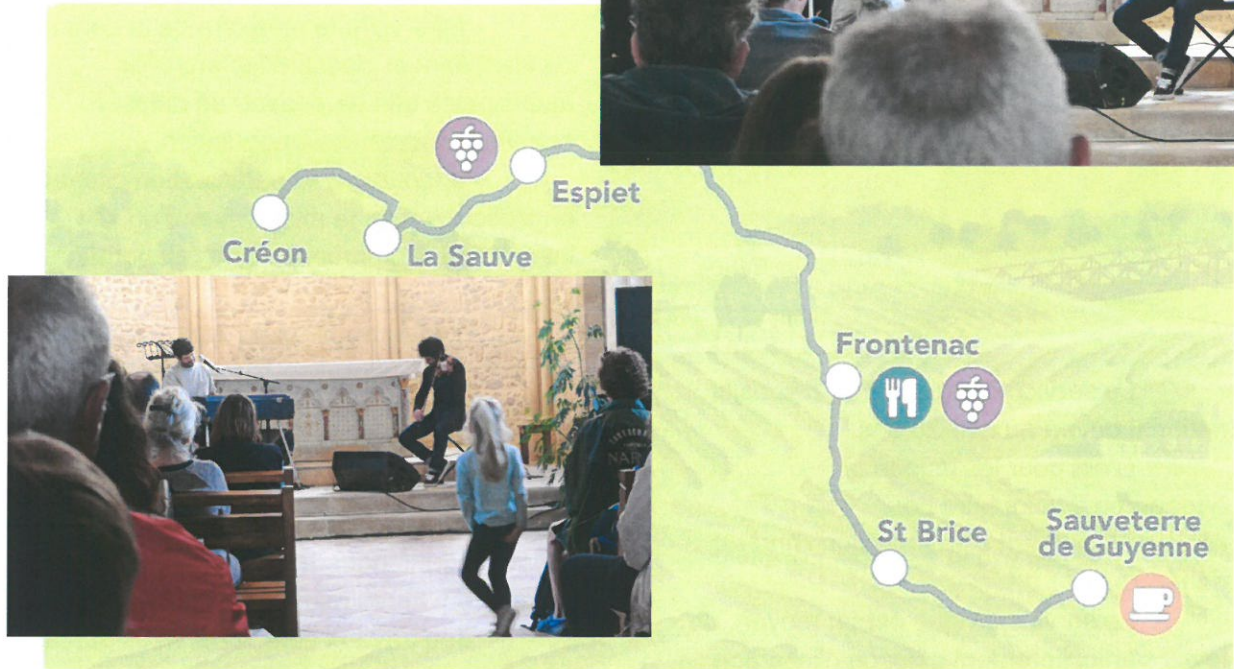 Espiet
Créon
La Sauve
Frontenac
St Brice
Sauveterre
de Guyenne